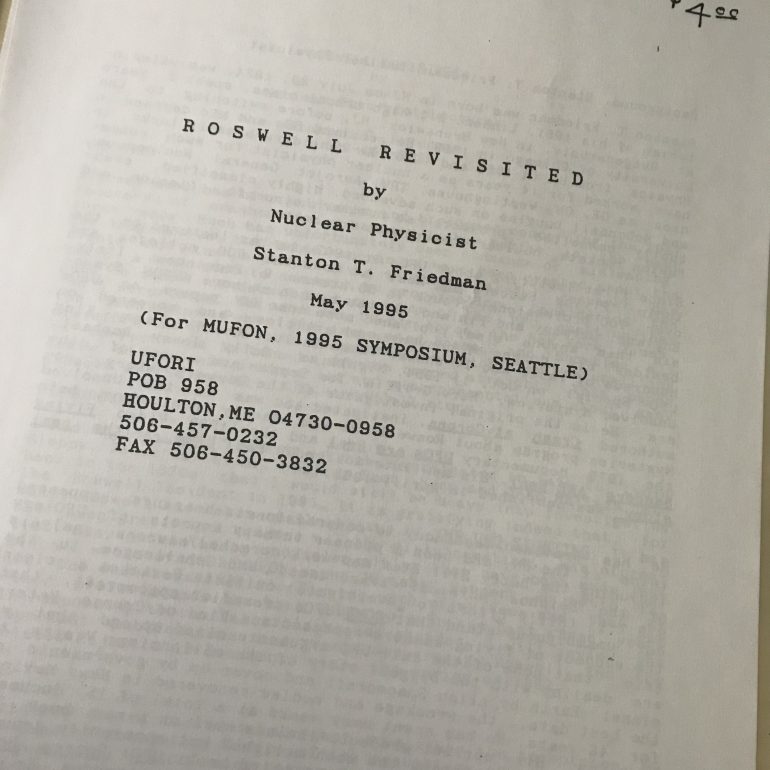 $4.00
R O S W E L L   R E V I S I T E D
by
Nuclear Physicist
Stanton T. Friedman
May 1995
(For MUFON, 1995 SYMPOSIUM, SEATTLE)
UFORI
POB 958
HOULTON,ME 04730-0958
506-457-0232
FAX 506-450-3832